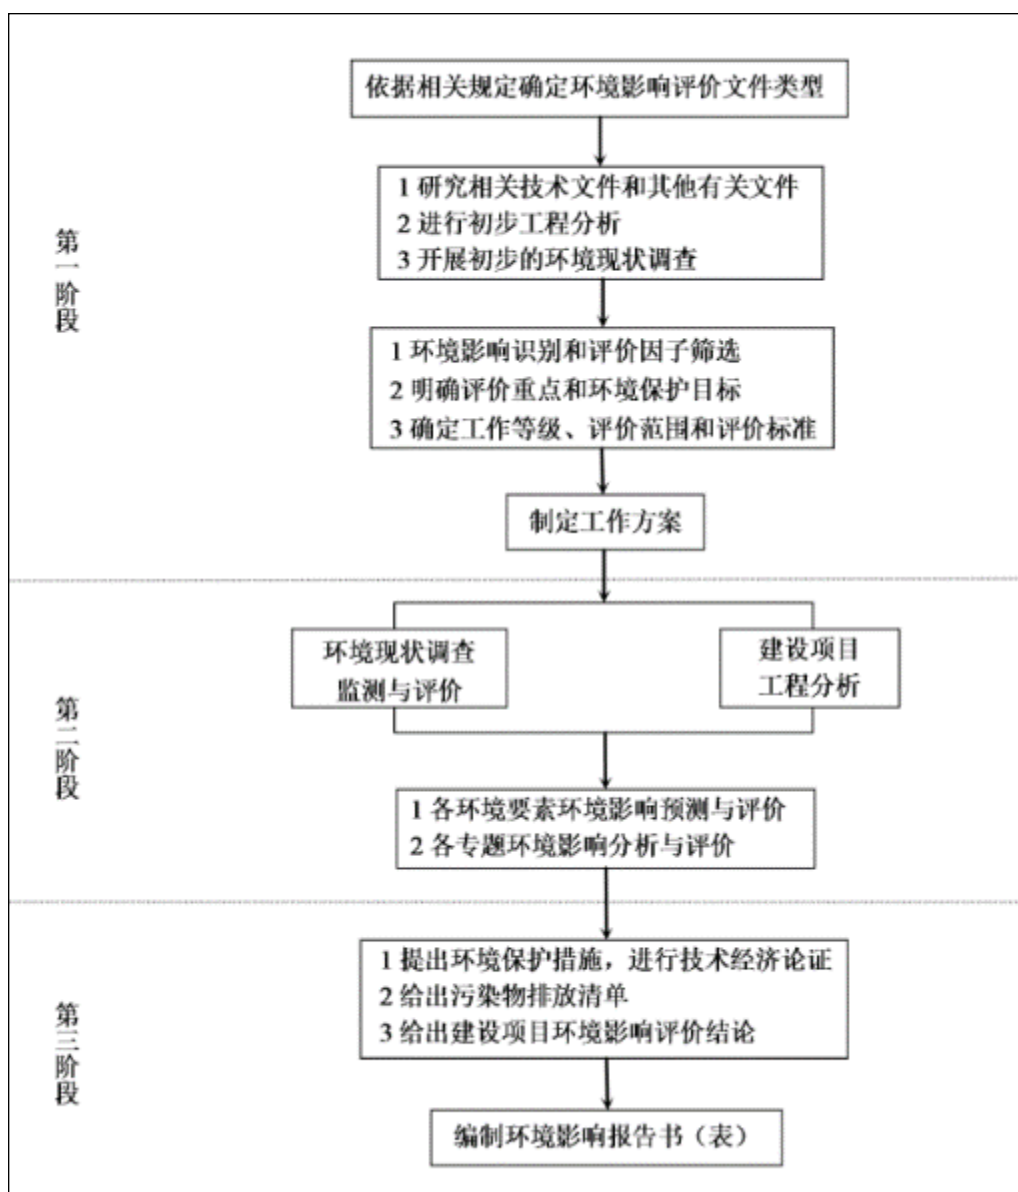 依据相关规定确定环境影响评价文件类型
1 研究相关技术文件和其他有关文件
2 进行初步工程分析
3 开展初步的环境现状调查
第一阶段
1 环境影响识别和评价因子筛选
2 明确评价重点和环境保护目标
3 确定工作等级、评价范围和评价标准
制定工作方案
环境现状调查
监测与评价
建设项目
工程分析
第二阶段
1 各环境要素环境影响预测与评价
2 各专题环境影响分析与评价
1 提出环境保护措施，进行技术经济论证
2 给出污染物排放清单
3 给出建设项目环境影响评价结论
第三阶段
编制环境影响报告书（表）